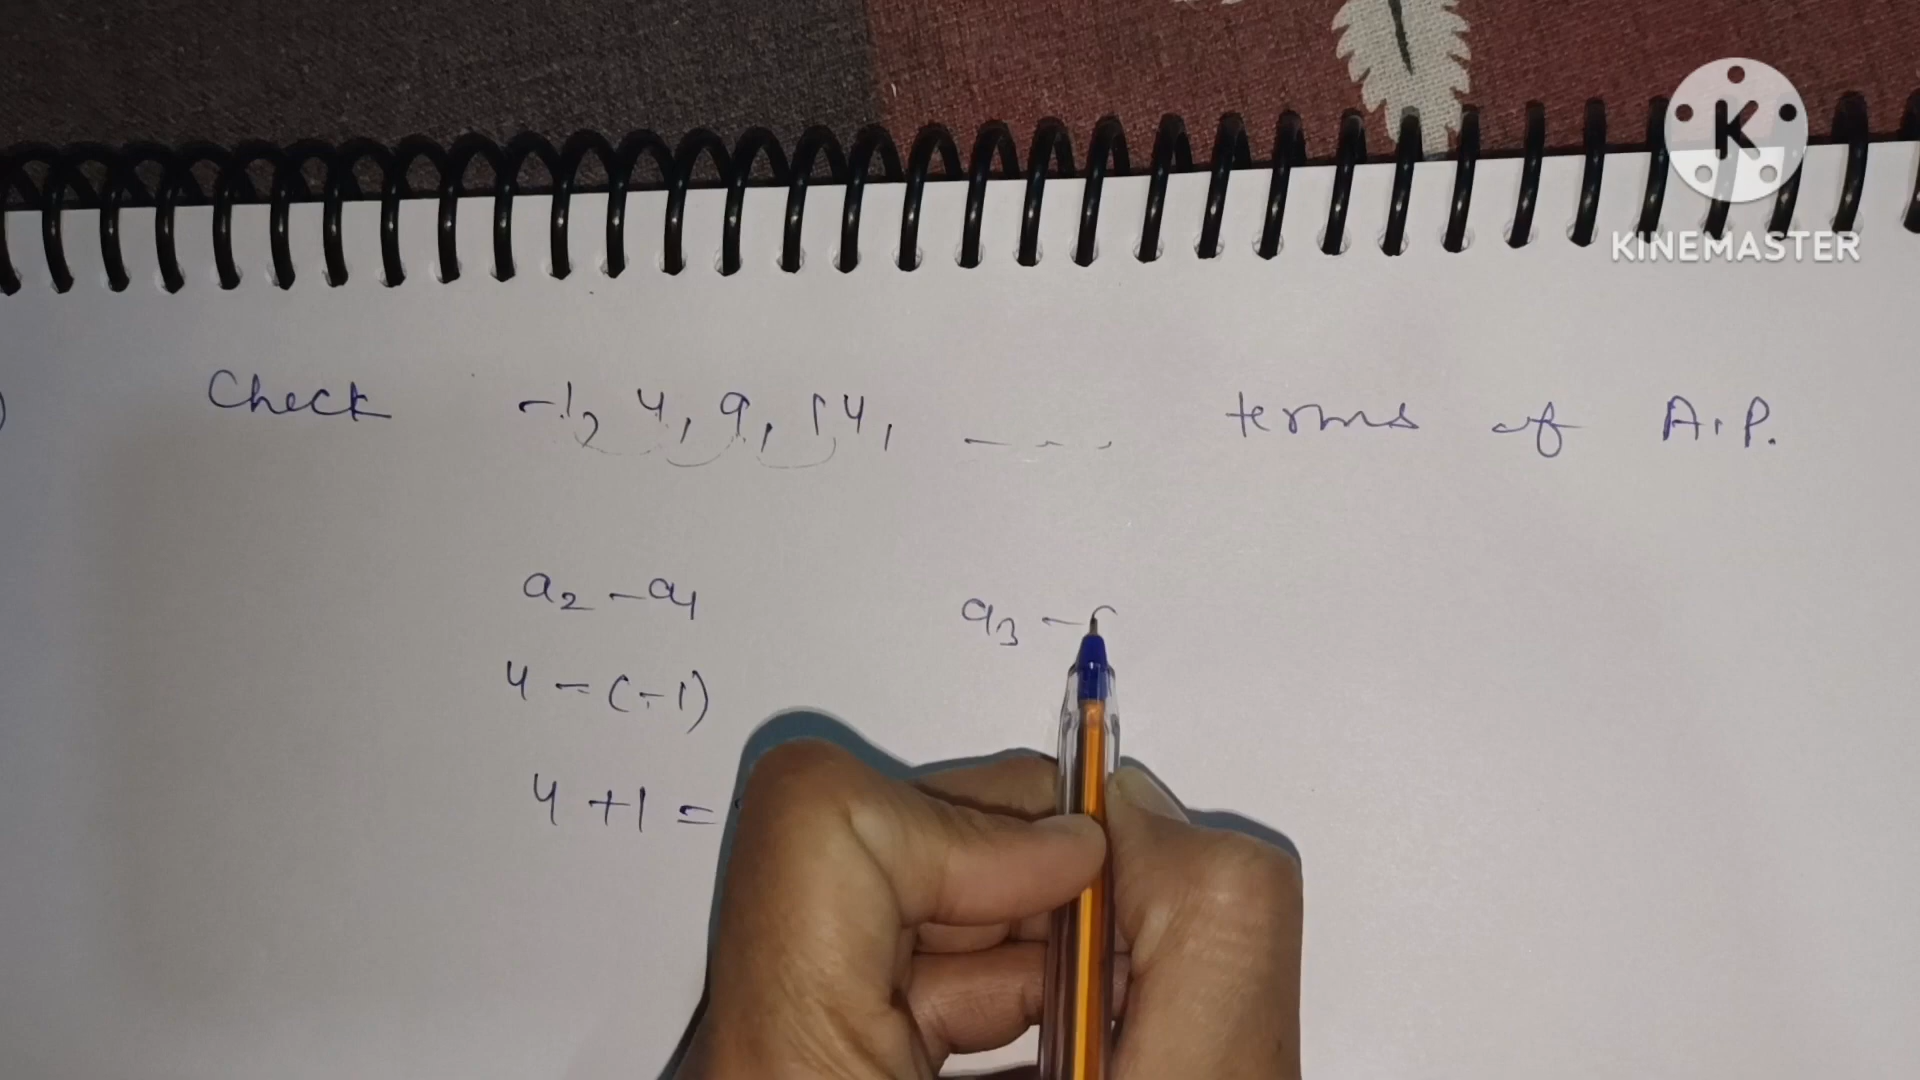 K
KINEMASTER
) Check -1, 4, 9, 14, - - - . terms of A.P.
a2 - a1 a3 -
4 - (-1)
4 + 1 =